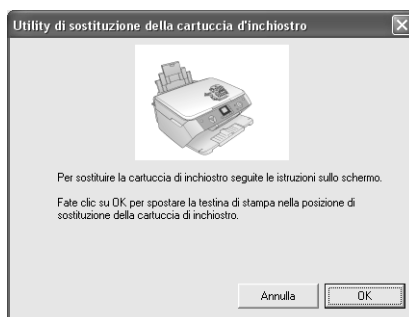 Utility di sostituzione della cartuccia d'inchiostro
Per sostituire la cartuccia di inchiostro seguite le istruzioni sullo schermo.
Fate clic su OK per spostare la testina di stampa nella posizione di
sostituzione della cartuccia di inchiostro.
Annulla
OK